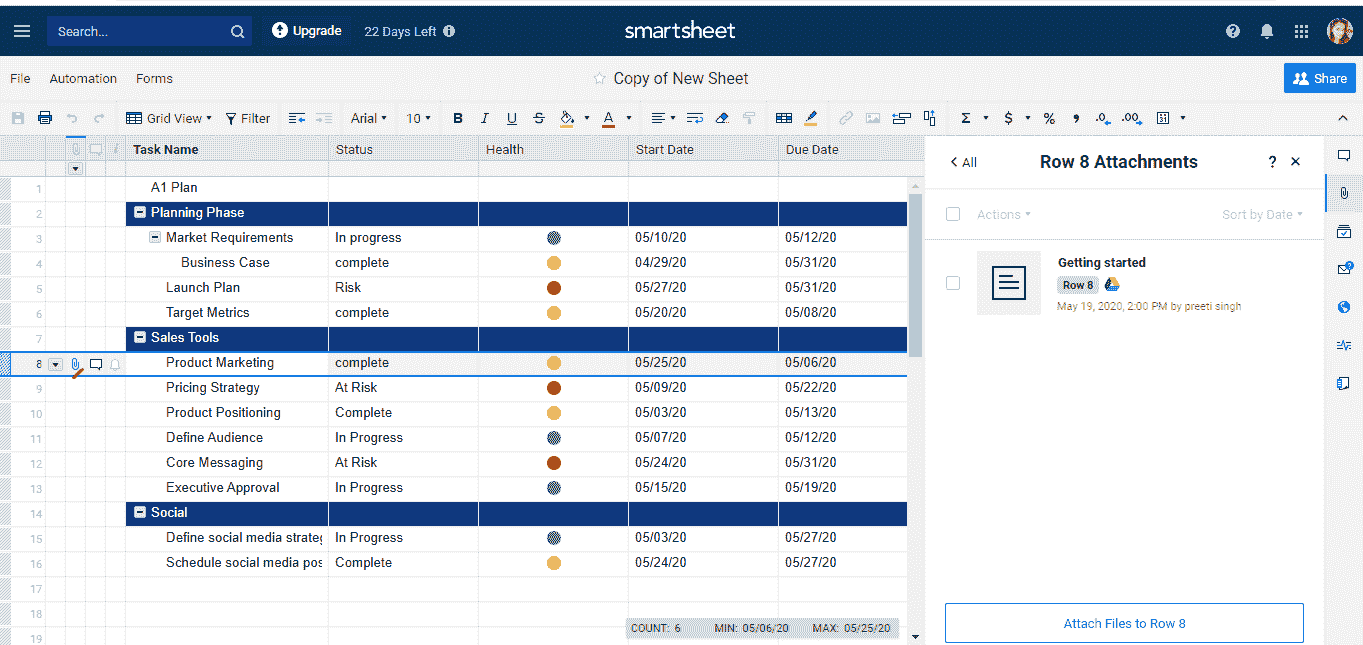 Search...
Upgrade
22 Days Left
smartsheet
File Automation Forms
Copy of New Sheet
Share
Grid View Filter Arial 10 B I U S A Σ $ % .0 .00 31
Task Name Status Health Start Date Due Date
1 A1 Plan
2 Planning Phase
3 Market Requirements In progress 05/10/20 05/12/20
4 Business Case complete 04/29/20 05/31/20
5 Launch Plan Risk 05/27/20 05/31/20
6 Target Metrics complete 05/20/20 05/08/20
7 Sales Tools
8 Product Marketing complete 05/25/20 05/06/20
9 Pricing Strategy At Risk 05/09/20 05/22/20
10 Product Positioning Complete 05/03/20 05/13/20
11 Define Audience In Progress 05/07/20 05/12/20
12 Core Messaging At Risk 05/24/20 05/31/20
13 Executive Approval In Progress 05/15/20 05/19/20
14 Social
15 Define social media strateg In Progress 05/03/20 05/27/20
16 Schedule social media pos Complete 05/24/20 05/27/20
17
18
19
COUNT: 6 MIN: 05/06/20 MAX: 05/25/20
All
Row 8 Attachments
? ×
Actions
Sort by Date
Getting started
Row 8
May 19, 2020, 2:00 PM by preeti singh
Attach Files to Row 8